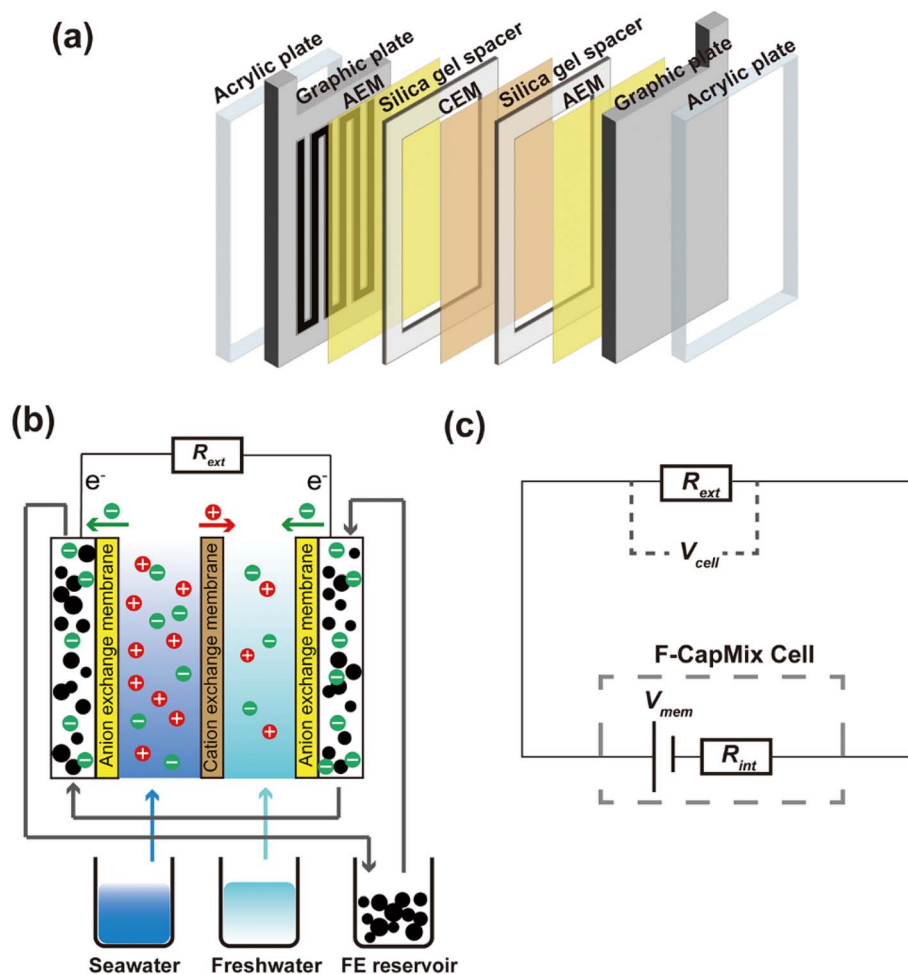 (a)
Acrylic plate
Graphic plate
AEM
Silica gel spacer
CEM
Silica gel spacer
AEM
Graphic plate
Acrylic plate
(b)
R_ext
e⁻
e⁻
Anion exchange membrane
Cation exchange membrane
Anion exchange membrane
Seawater
Freshwater
FE reservoir
(c)
R_ext
V_cell
F-CapMix Cell
V_mem
R_int